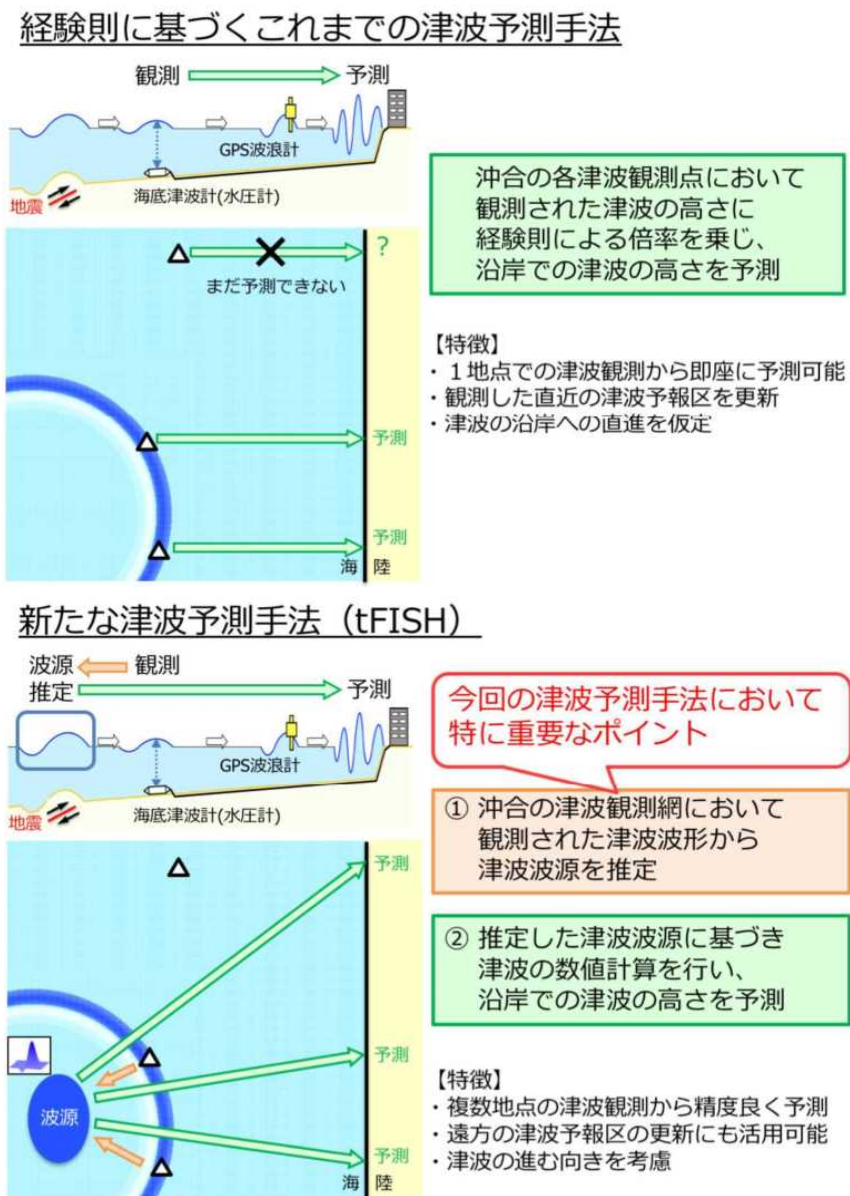 経験則に基づくこれまでの津波予測手法
観測
予測
GPS波浪計
地震
海底津波計(水圧計)
?
まだ予測できない
予測
予測
海
陸
沖合の各津波観測点において
観測された津波の高さに
経験則による倍率を乗じ、
沿岸での津波の高さを予測
【特徴】
・１地点での津波観測から即座に予測可能
・観測した直近の津波予報区を更新
・津波の沿岸への直進を仮定
新たな津波予測手法（tFISH）
波源
観測
推定
予測
GPS波浪計
地震
海底津波計(水圧計)
予測
予測
波源
予測
海
陸
今回の津波予測手法において
特に重要なポイント
① 沖合の津波観測網において
観測された津波波形から
津波波源を推定
② 推定した津波波源に基づき
津波の数値計算を行い、
沿岸での津波の高さを予測
【特徴】
・複数地点の津波観測から精度良く予測
・遠方の津波予報区の更新にも活用可能
・津波の進む向きを考慮